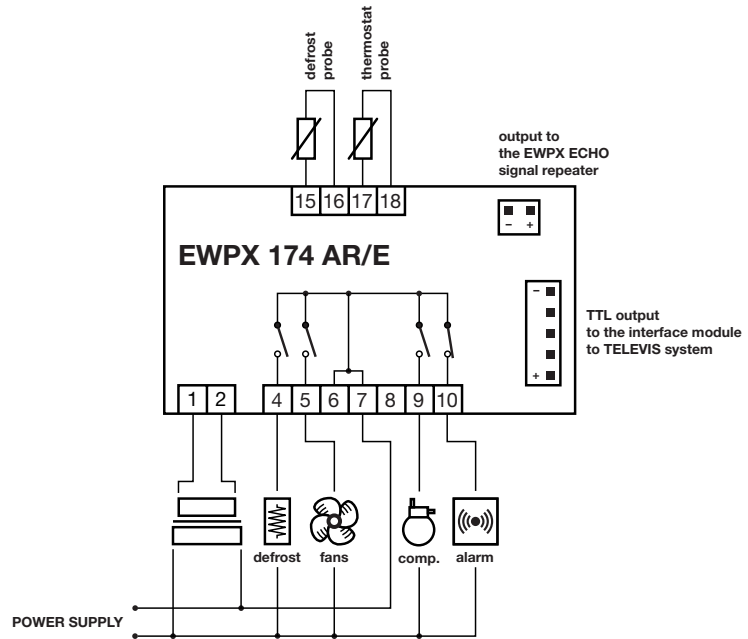 defrost
probe
thermostat
probe
output to
the EWPX ECHO
signal repeater
15 16 17 18
- +
EWPX 174 AR/E
-
TTL output
to the interface module
to TELEVIS system
+
1 2 4 5 6 7 8 9 10
defrost fans comp. alarm
POWER SUPPLY